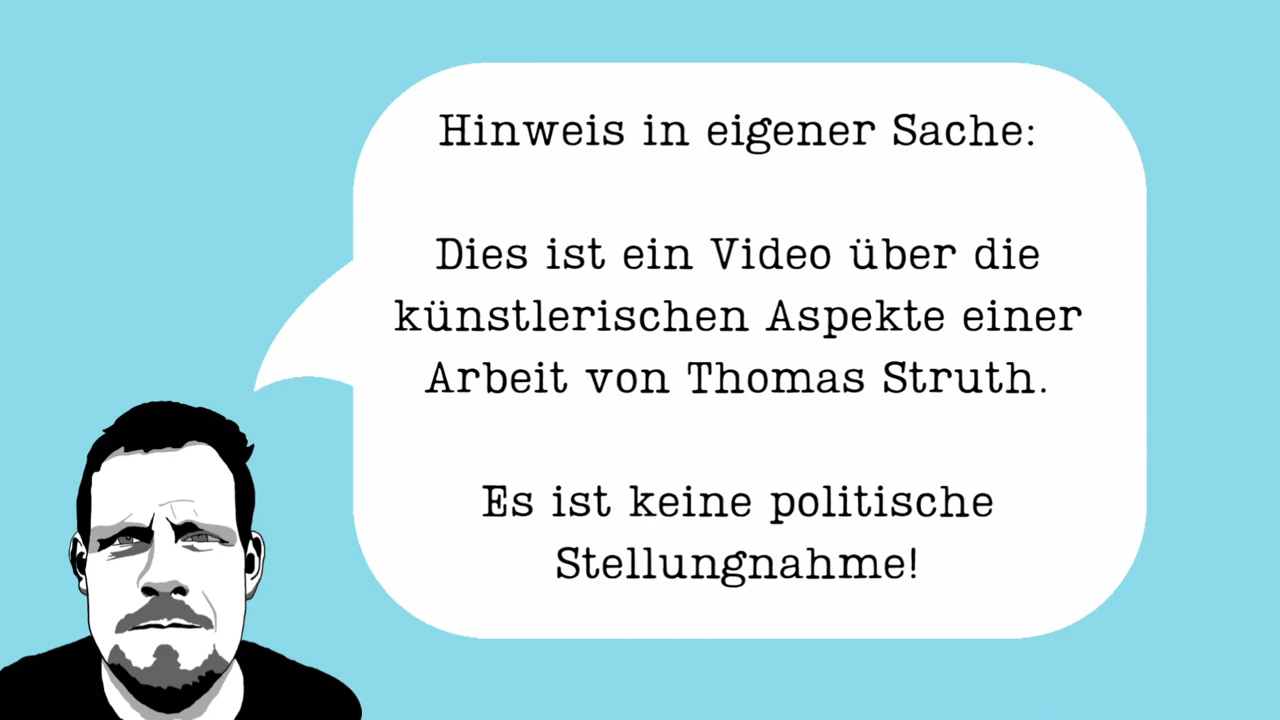 Hinweis in eigener Sache:
Dies ist ein Video über die
künstlerischen Aspekte einer
Arbeit von Thomas Struth.
Es ist keine politische
Stellungnahme!